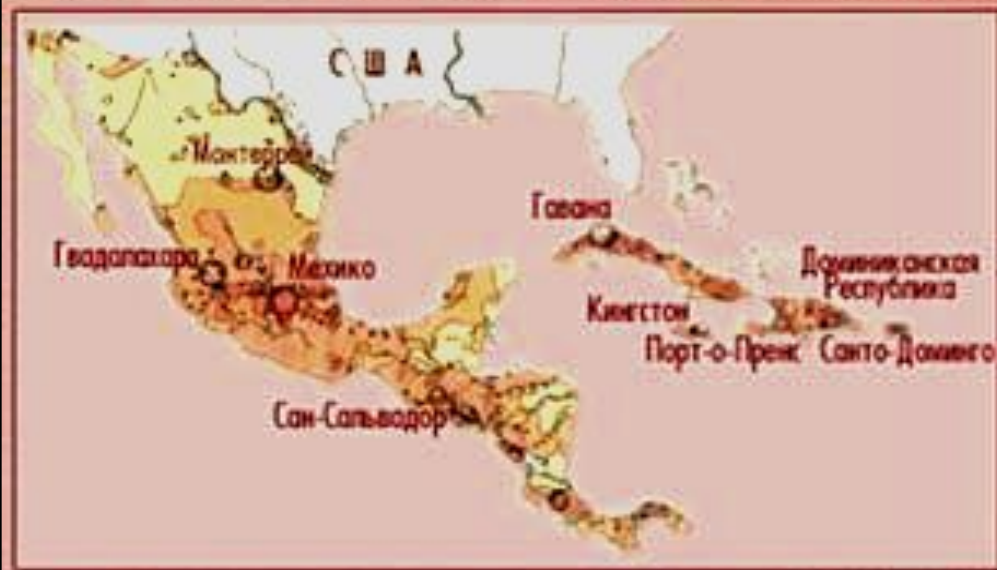 США
Монтеррей
Гавана
Гвадалахара
Мехико
Доминиканская
Республика
Кингстон
Порт-о-Пренс Санто-Доминго
Сан-Сальвадор